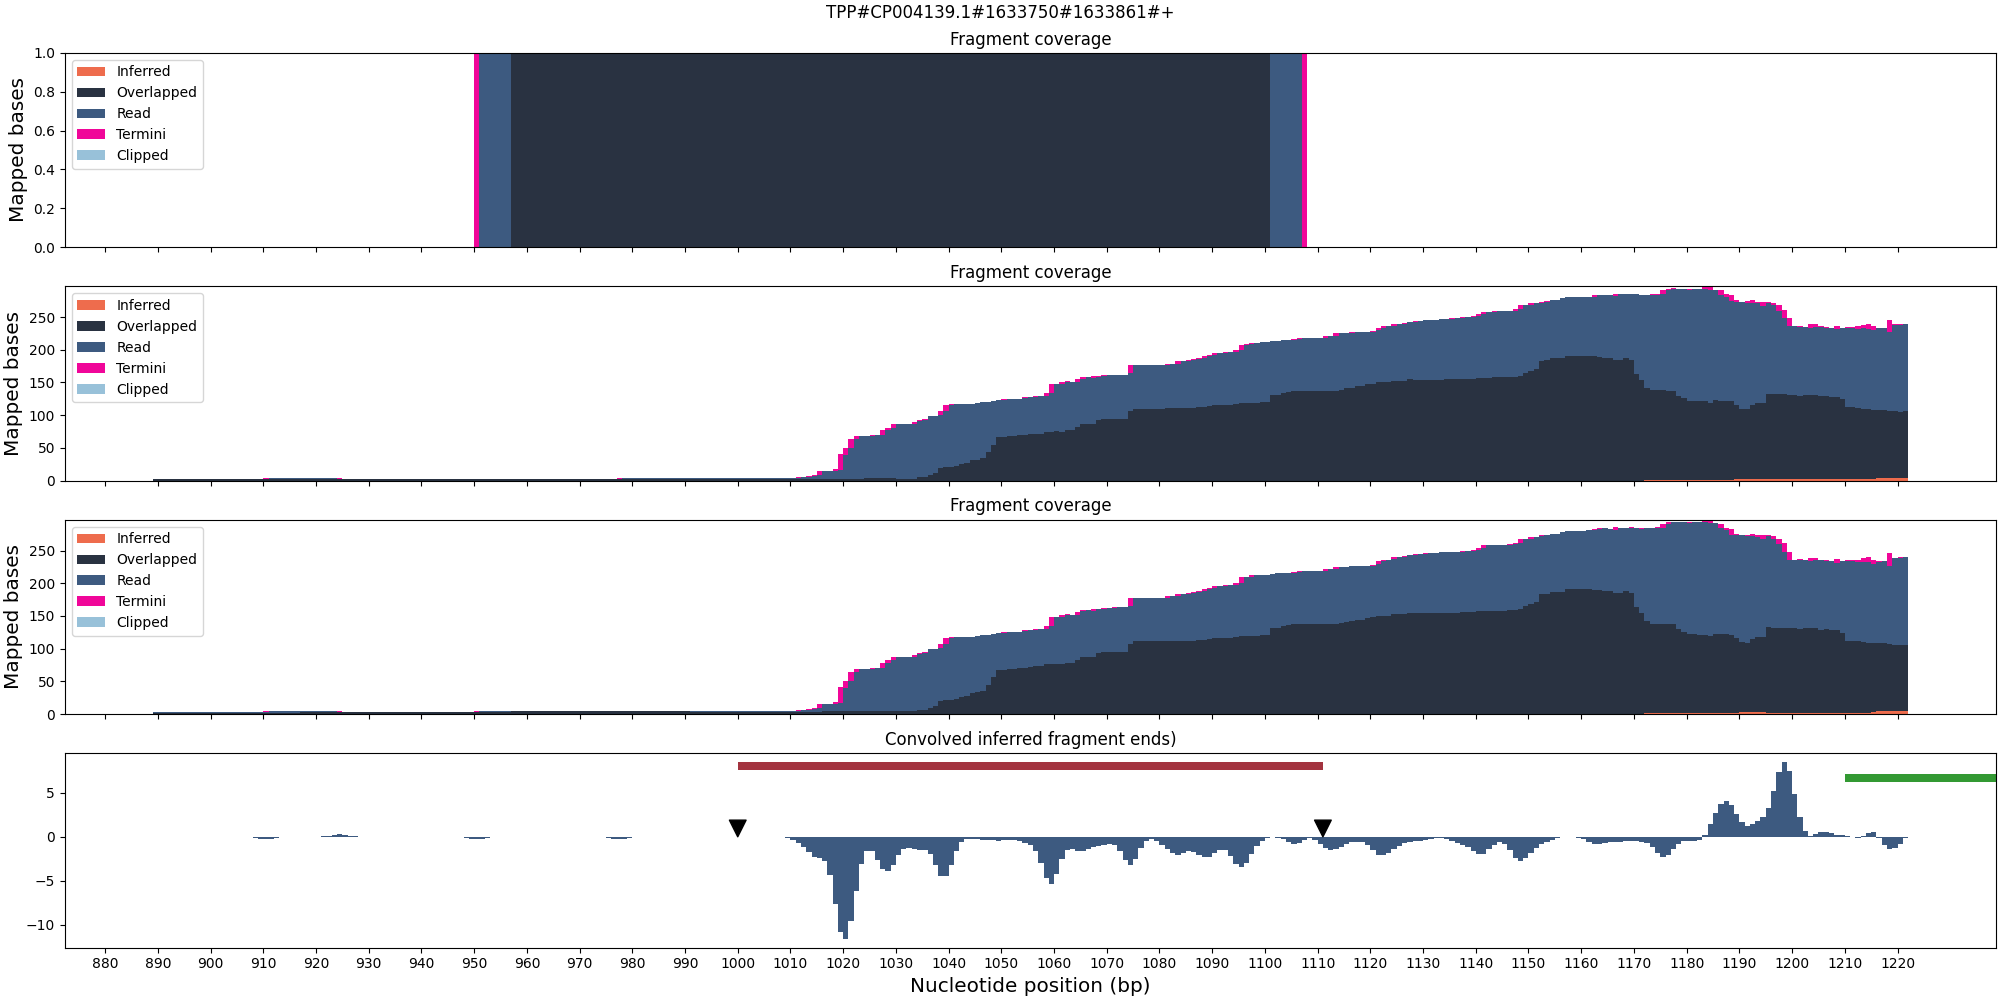 TPP#CP004139.1#1633750#1633861#+
Fragment coverage
Mapped bases
1.0
0.8
0.6
0.4
0.2
0.0
Inferred
Overlapped
Read
Termini
Clipped
Fragment coverage
Mapped bases
250
200
150
100
50
0
Inferred
Overlapped
Read
Termini
Clipped
Fragment coverage
Mapped bases
250
200
150
100
50
0
Inferred
Overlapped
Read
Termini
Clipped
Convolved inferred fragment ends)
5
0
−5
−10
880 890 900 910 920 930 940 950 960 970 980 990 1000 1010 1020 1030 1040 1050 1060 1070 1080 1090 1100 1110 1120 1130 1140 1150 1160 1170 1180 1190 1200 1210 1220
Nucleotide position (bp)